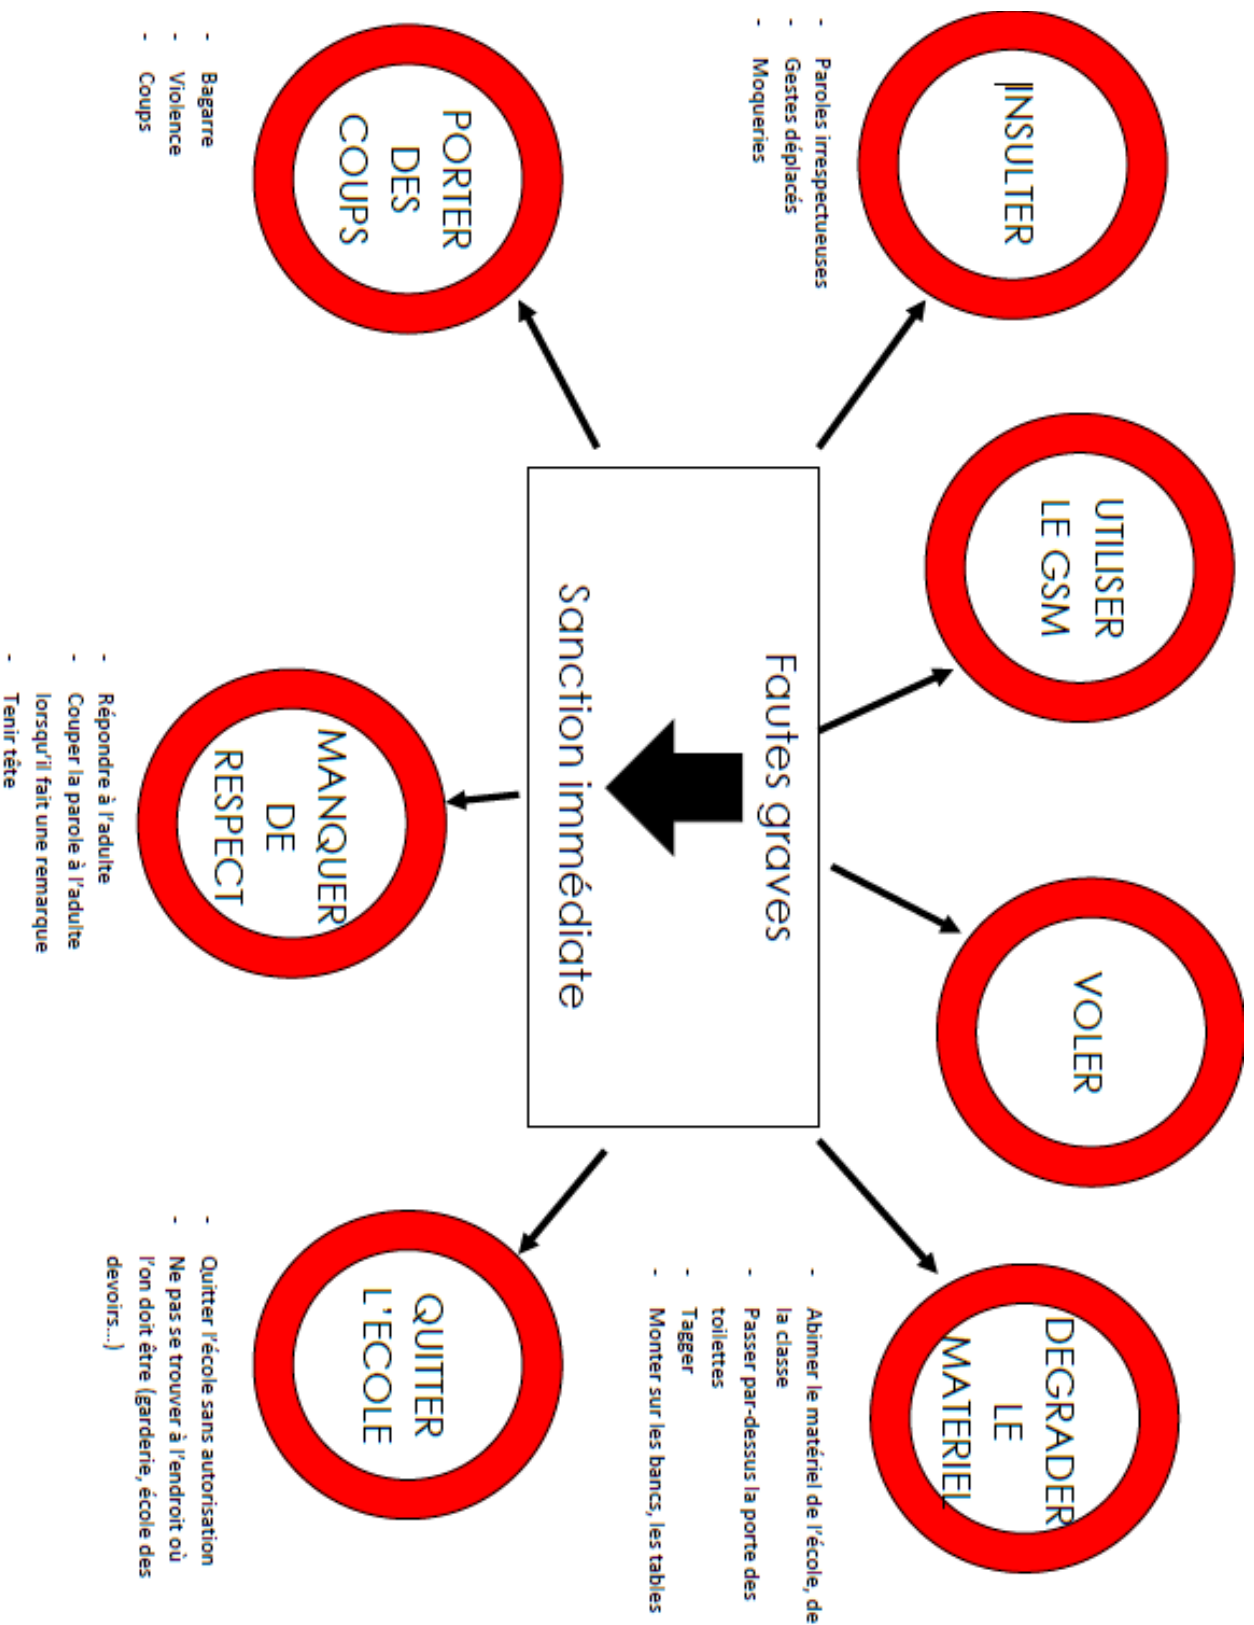 INSULTER
- Paroles irrespectueuses
- Gestes déplacés
- Moqueries
UTILISER
LE GSM
VOLER
DEGRADER
LE
MATERIEL
- Abimer le matériel de l'école, de
la classe
- Passer par-dessus la porte des
toilettes
- Tagger
- Monter sur les bancs, les tables
Fautes graves
Sanction immédiate
PORTER
DES
COUPS
- Bagarre
- Violence
- Coups
MANQUER
DE
RESPECT
- Répondre à l'adulte
- Couper la parole à l'adulte
lorsqu'il fait une remarque
- Tenir tête
QUITTER
L'ECOLE
- Quitter l'école sans autorisation
- Ne pas se trouver à l'endroit où
l'on doit être (garderie, école des
devoirs...)